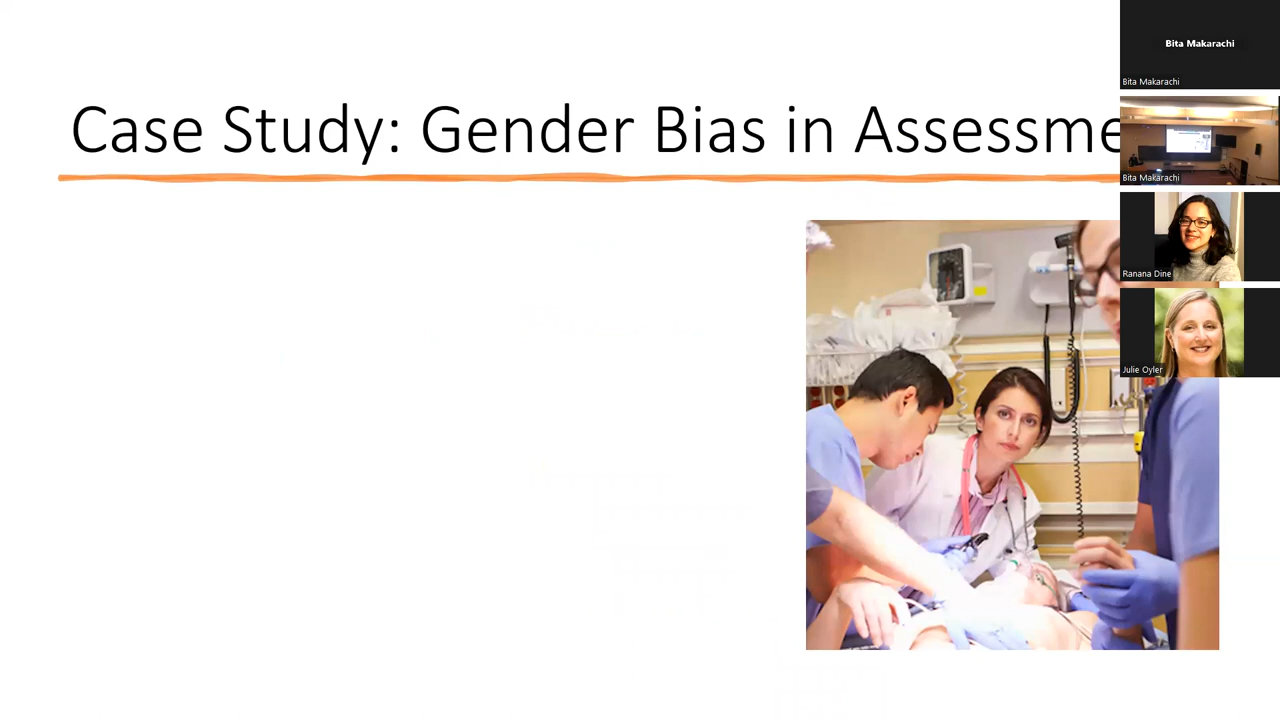 Case Study: Gender Bias in Assessme
Bita Makarachi
Bita Makarachi
Bita Makarachi
Ranana Dine
Julie Oyler